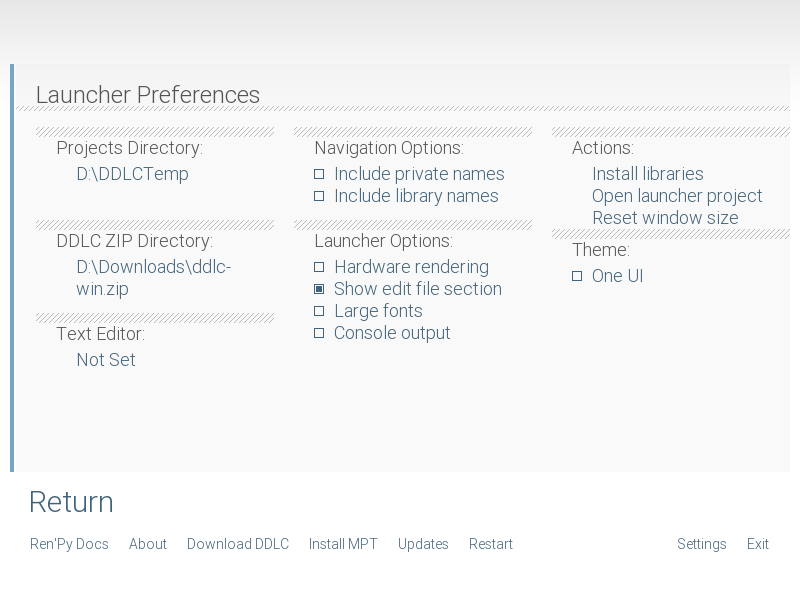 Launcher Preferences
Projects Directory:
D:\DDLCTemp
DDLC ZIP Directory:
D:\Downloads\ddlc-
win.zip
Text Editor:
Not Set
Navigation Options:
Include private names
Include library names
Launcher Options:
Hardware rendering
Show edit file section
Large fonts
Console output
Actions:
Install libraries
Open launcher project
Reset window size
Theme:
One UI
Return
Ren'Py Docs About Download DDLC Install MPT Updates Restart Settings Exit